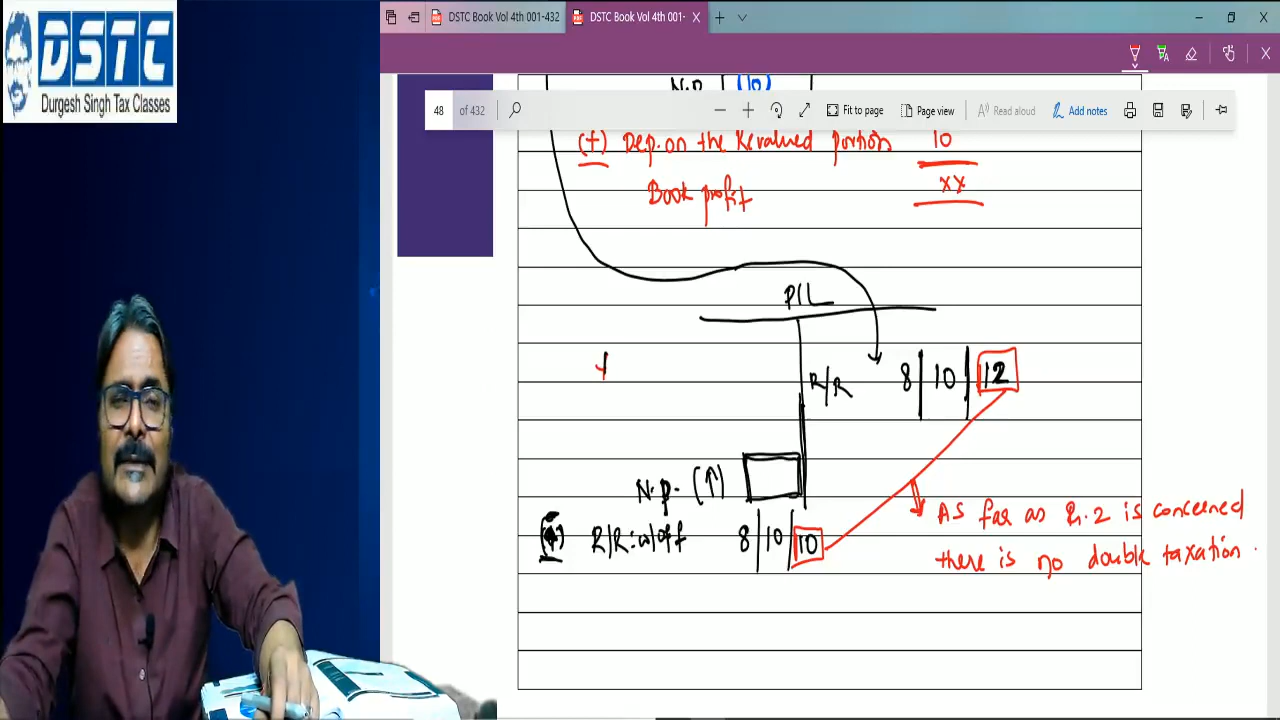 DSTC
Durgesh Singh Tax Classes
DSTC Book Vol 4th 001-432
DSTC Book Vol 4th 001-
48 of 432
Fit to page
Page view
Read aloud
Add notes
N.P (10)
(f) Dep. on the Revalued portion 10
Book profit xx
P/L
R/R 8 | 10 | 12
N.p. (↑)
R/R: w/off 8 | 10 | 10
As far as Rs.2 is concerned
there is no double taxation.